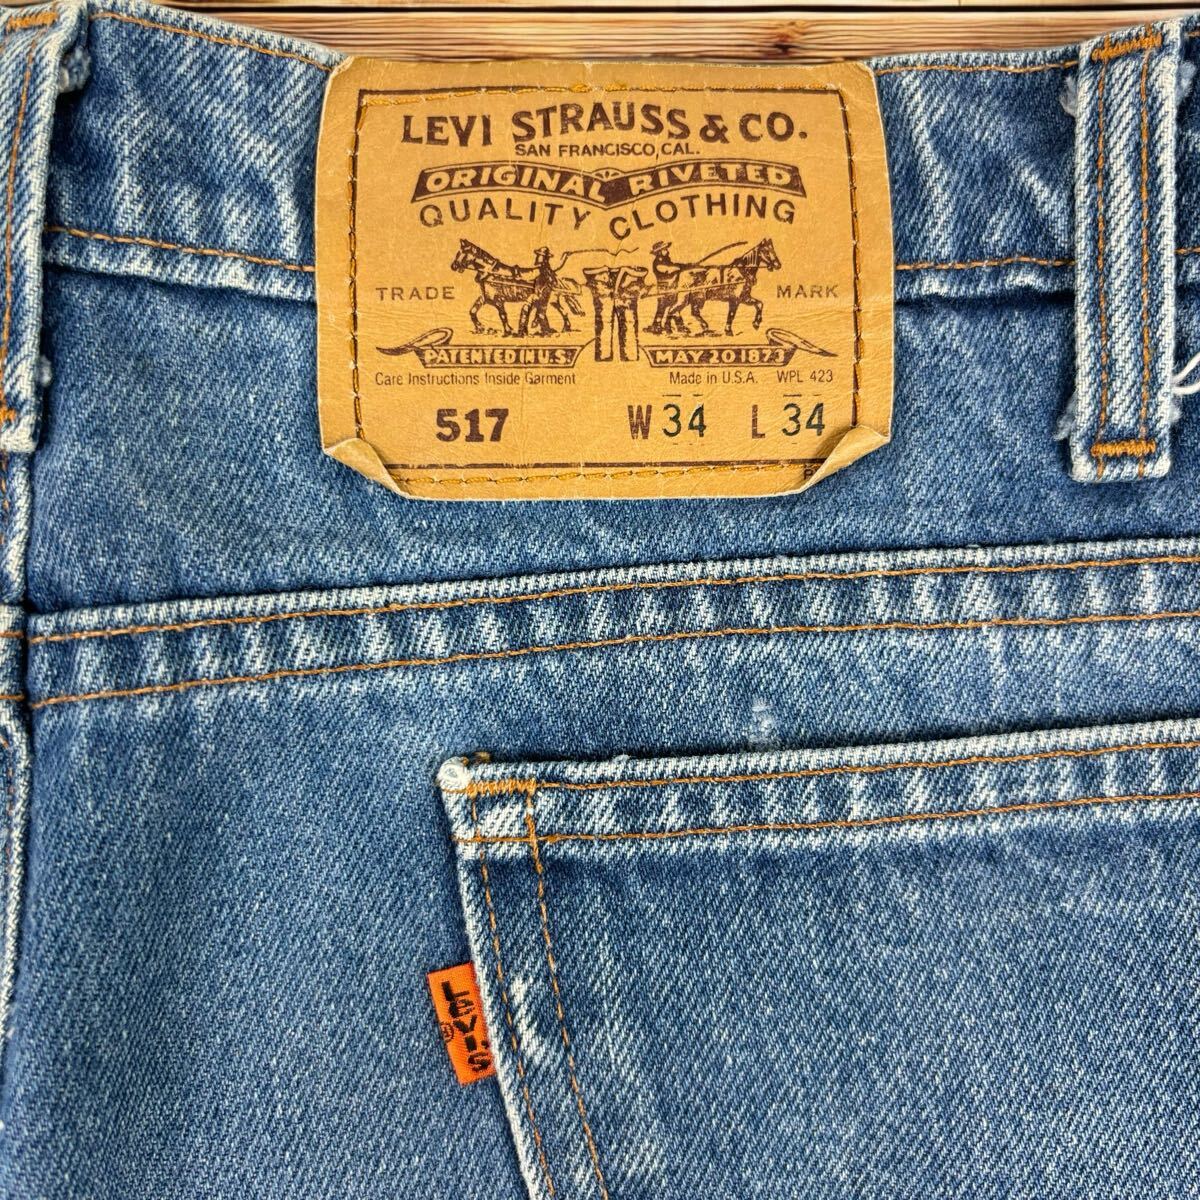 LEVI STRAUSS & CO.
SAN FRANCISCO, CAL.
ORIGINAL RIVETED
QUALITY CLOTHING
TRADE MARK
PATENTED IN U.S. MAY 20 1873
Care Instructions Inside Garment Made in U.S.A. WPL 423
517 W 34 L 34
LEVI'S ®